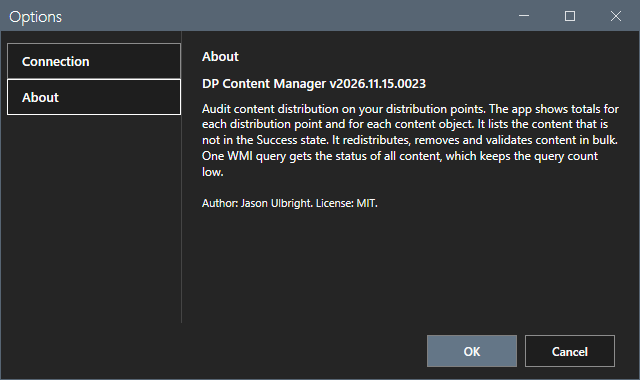 Options
Connection
About
About
DP Content Manager v2026.11.15.0023
Audit content distribution on your distribution points. The app shows totals for
each distribution point and for each content object. It lists the content that is
not in the Success state. It redistributes, removes and validates content in bulk.
One WMI query gets the status of all content, which keeps the query count
low.
Author: Jason Ulbright. License: MIT.
OK
Cancel